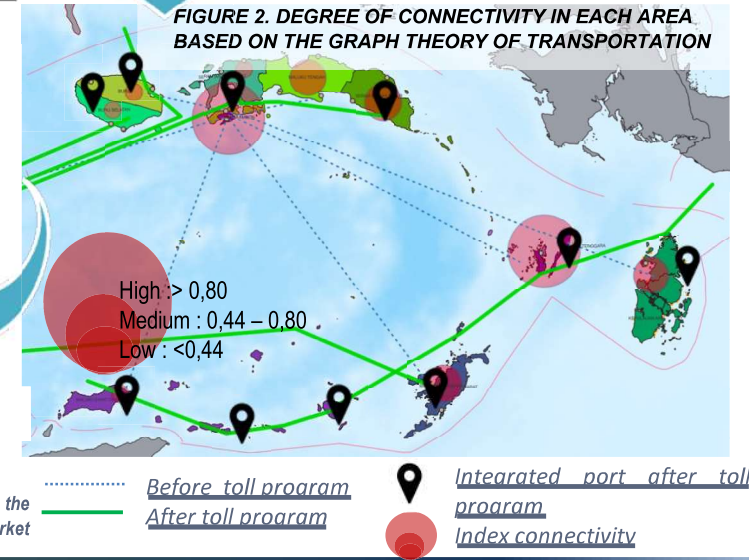 FIGURE 2. DEGREE OF CONNECTIVITY IN EACH AREA
BASED ON THE GRAPH THEORY OF TRANSPORTATION
High :> 0,80
Medium : 0,44 – 0,80
Low : <0,44
the
rket
Before toll program
After toll program
Integrated port after toll
program
Index connectivity